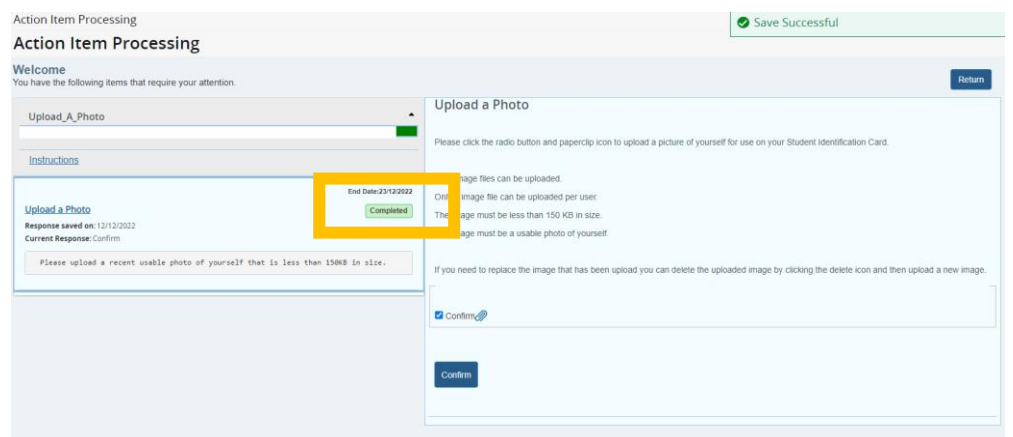 Action Item Processing
Save Successful
Action Item Processing
Welcome
You have the following items that require your attention.
Return
Upload_A_Photo
Instructions
End Date:23/12/2022
Upload a Photo
Completed
Response saved on: 12/12/2022
Current Response: Confirm
Please upload a recent usable photo of yourself that is less than 150KB in size.
Upload a Photo
Please click the radio button and paperclip icon to upload a picture of yourself for use on your Student Identification Card.
image files can be uploaded.
image file can be uploaded per user.
The image must be less than 150 KB in size.
image must be a usable photo of yourself.
If you need to replace the image that has been upload you can delete the uploaded image by clicking the delete icon and then upload a new image.
Confirm
Confirm